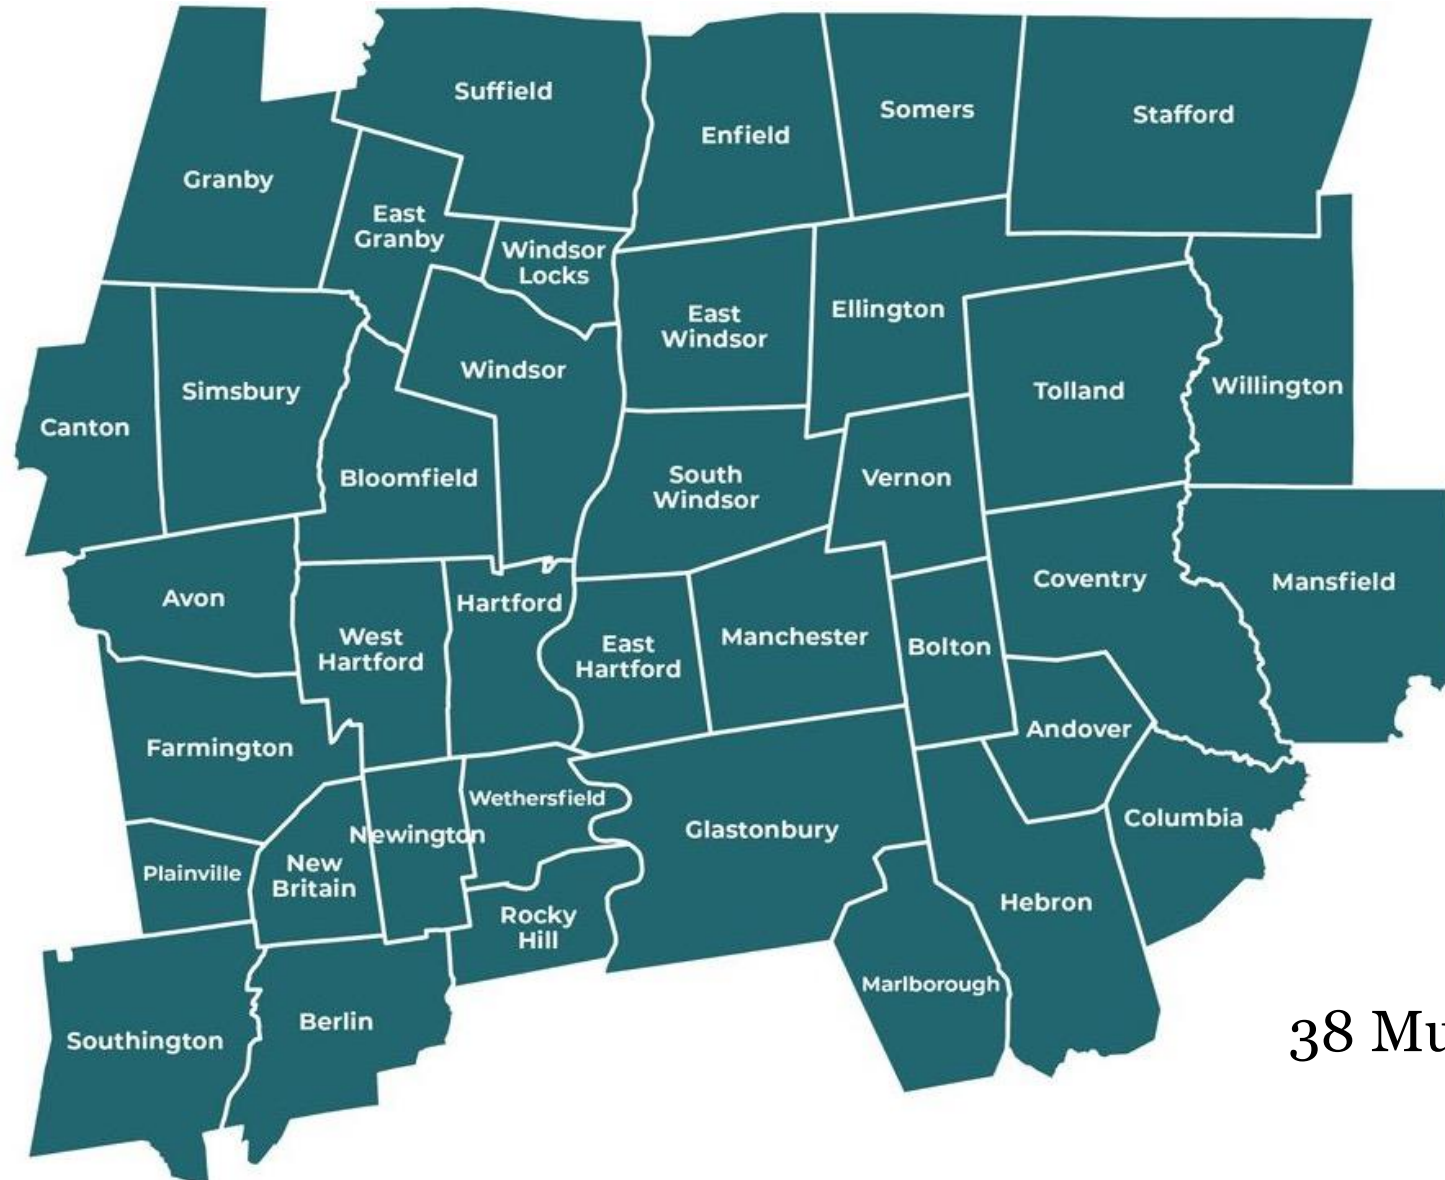 Suffield
Somers
Stafford
Enfield
Granby
East
Granby
Windsor
Locks
East
Windsor
Ellington
Windsor
Simsbury
Tolland
Willington
Canton
Bloomfield
South
Windsor
Vernon
Avon
Hartford
Coventry
Mansfield
West
Hartford
East
Hartford
Manchester
Bolton
Farmington
Andover
Wethersfield
Newington
Glastonbury
Columbia
Plainville
New
Britain
Hebron
Rocky
Hill
Marlborough
Southington
Berlin
38 Mu